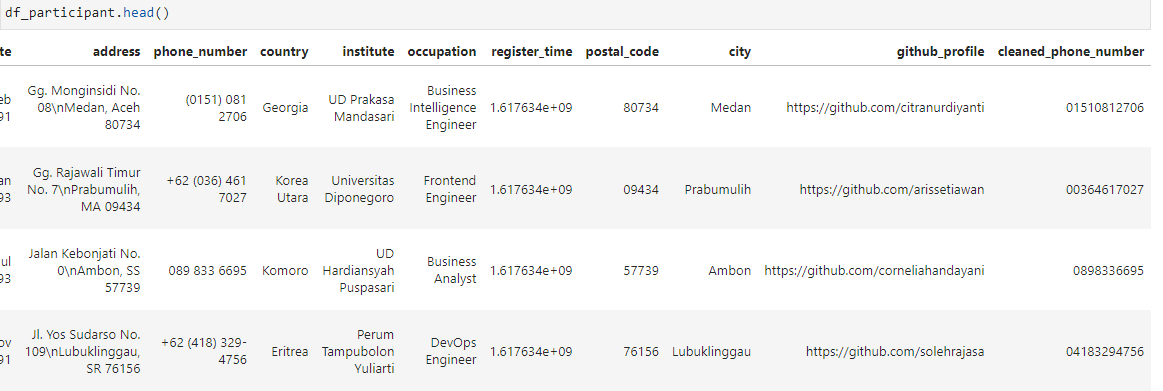 df_participant.head()
te address phone_number country institute occupation register_time postal_code city github_profile cleaned_phone_number
eb Gg. Monginsidi No. Business
08\nMedan, Aceh (0151) 081 Georgia UD Prakasa Intelligence 1.617634e+09 80734 Medan https://github.com/citranurdiyanti 01510812706
91 80734 2706 Mandasari Engineer
an Gg. Rajawali Timur
No. 7\nPrabumulih, +62 (036) 461 Korea Universitas Frontend 1.617634e+09 09434 Prabumulih https://github.com/arissetiawan 00364617027
93 MA 09434 7027 Utara Diponegoro Engineer
ul Jalan Kebonjati No. UD
0\nAmbon, SS 089 833 6695 Komoro Hardiansyah Business 1.617634e+09 57739 Ambon https://github.com/corneliahandayani 0898336695
93 57739 Puspasari Analyst
ov Jl. Yos Sudarso No. Perum
109\nLubuklinggau, +62 (418) 329- Eritrea Tampubolon DevOps 1.617634e+09 76156 Lubuklinggau https://github.com/solehrajasa 04183294756
91 SR 76156 4756 Yuliarti Engineer